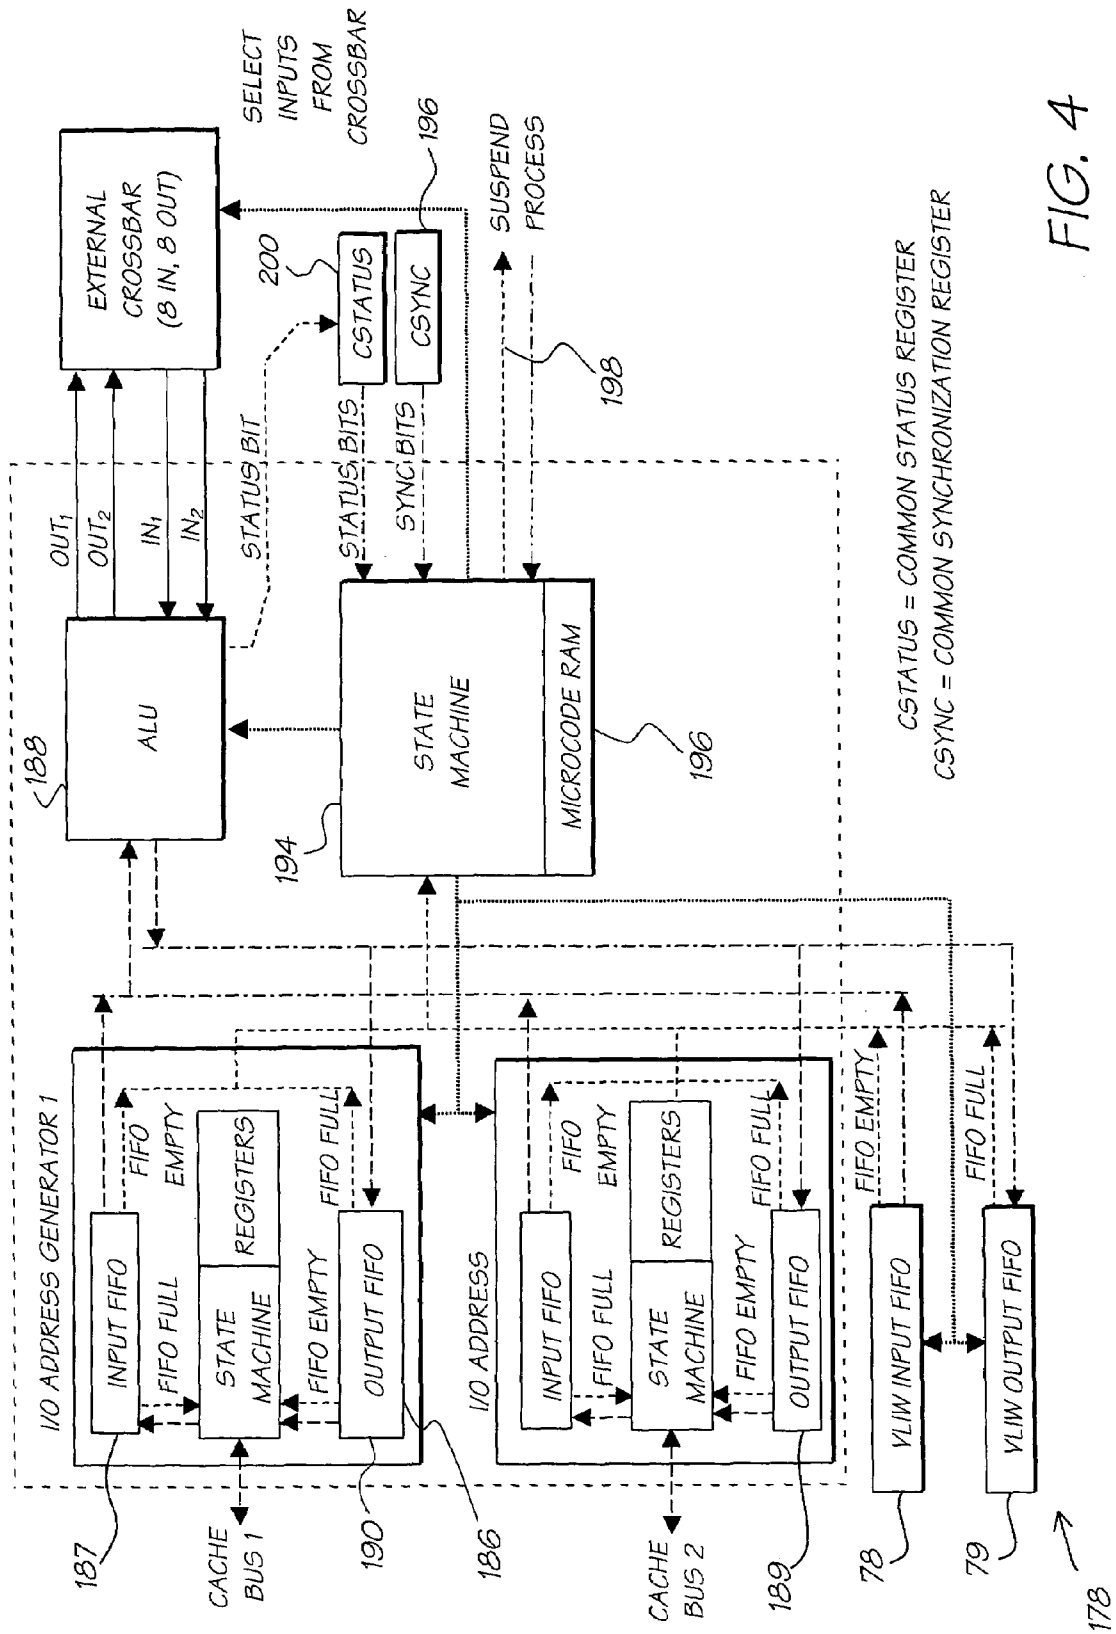 I/O ADDRESS GENERATOR 1
187
INPUT FIFO
FIFO
EMPTY
FIFO FULL
CACHE
BUS 1
STATE
MACHINE
REGISTERS
FIFO EMPTY
FIFO FULL
OUTPUT FIFO
190
186
I/O ADDRESS
INPUT FIFO
FIFO
EMPTY
FIFO FULL
CACHE
BUS 2
STATE
MACHINE
REGISTERS
FIFO EMPTY
FIFO FULL
OUTPUT FIFO
189
78
VLIW INPUT FIFO
FIFO EMPTY
79
VLIW OUTPUT FIFO
FIFO FULL
178
188
ALU
OUT1
OUT2
IN1
IN2
EXTERNAL
CROSSBAR
(8 IN, 8 OUT)
STATUS BIT
SELECT
INPUTS
FROM
CROSSBAR
194
STATE
MACHINE
MICROCODE RAM
196
STATUS BITS
CSTATUS
200
SYNC BITS
CSYNC
196
SUSPEND
PROCESS
198
CSTATUS = COMMON STATUS REGISTER
CSYNC = COMMON SYNCHRONIZATION REGISTER
FIG. 4